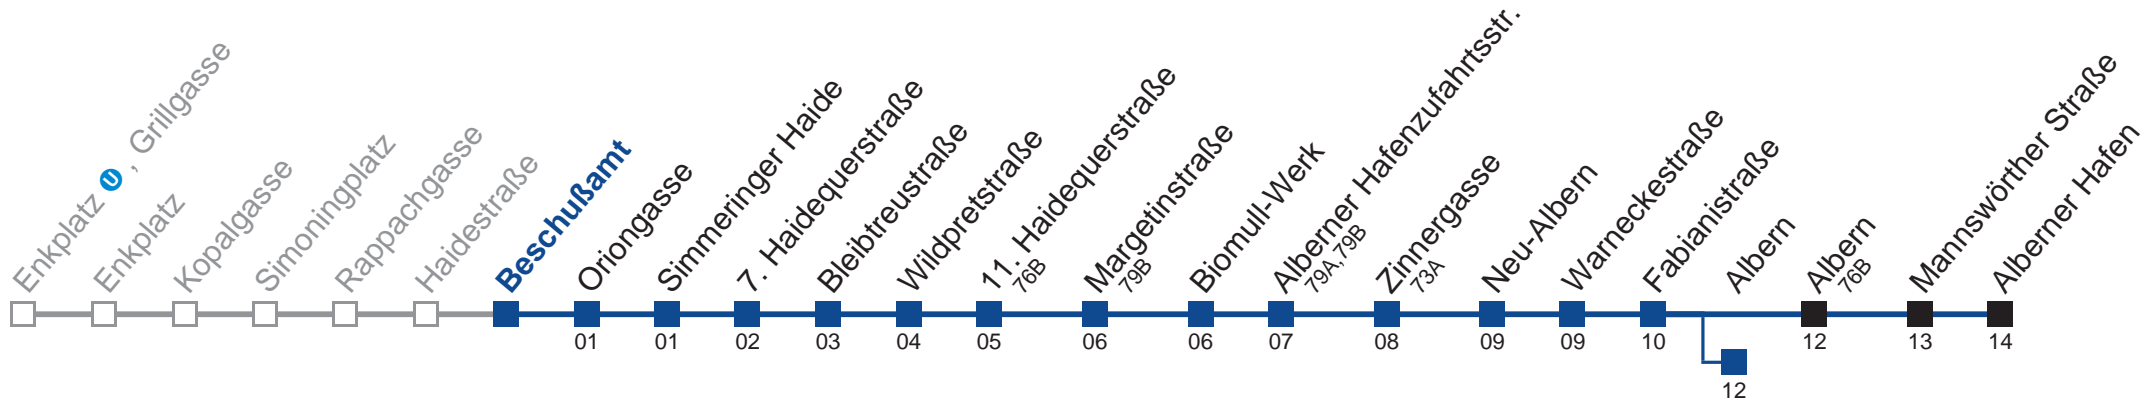 Enkplatz U , Grillgasse
Enkplatz
Kopalgasse
Simoningplatz
Rappachgasse
Haidestraße
Beschußamt
Oriongasse
01
Simmeringer Haide
01
7. Haidequerstraße
02
Bleibtreustraße
03
Wildpretstraße
04
11. Haidequerstraße
76B
05
Margetinstraße
79B
06
Biomull-Werk
06
Alberner Hafenzufahrtsstr.
79A, 79B
07
Zinnergasse
73A
08
Neu-Albern
09
Warneckestraße
09
Fabianistraße
10
Albern
12
Albern
76B
12
Mannswörther Straße
13
Alberner Hafen
14